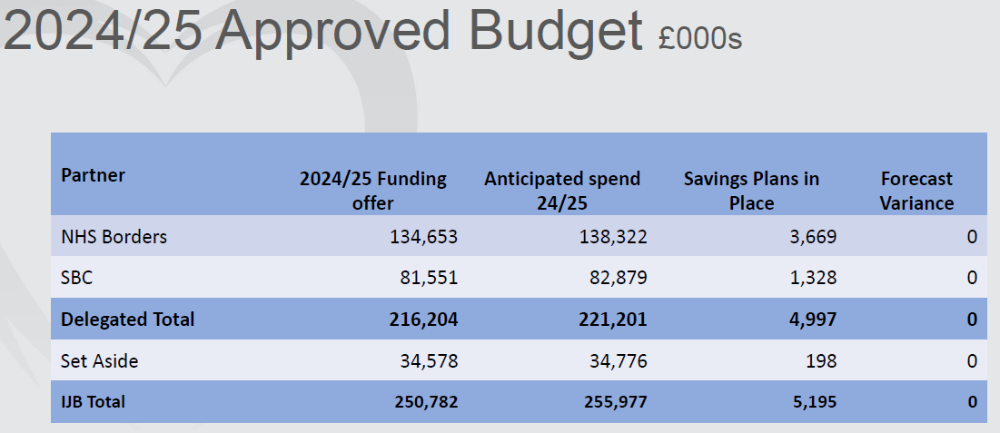 2024/25 Approved Budget £000s
Partner 2024/25 Funding offer Anticipated spend 24/25 Savings Plans in Place Forecast Variance
NHS Borders 134,653 138,322 3,669 0
SBC 81,551 82,879 1,328 0
Delegated Total 216,204 221,201 4,997 0
Set Aside 34,578 34,776 198 0
IJB Total 250,782 255,977 5,195 0